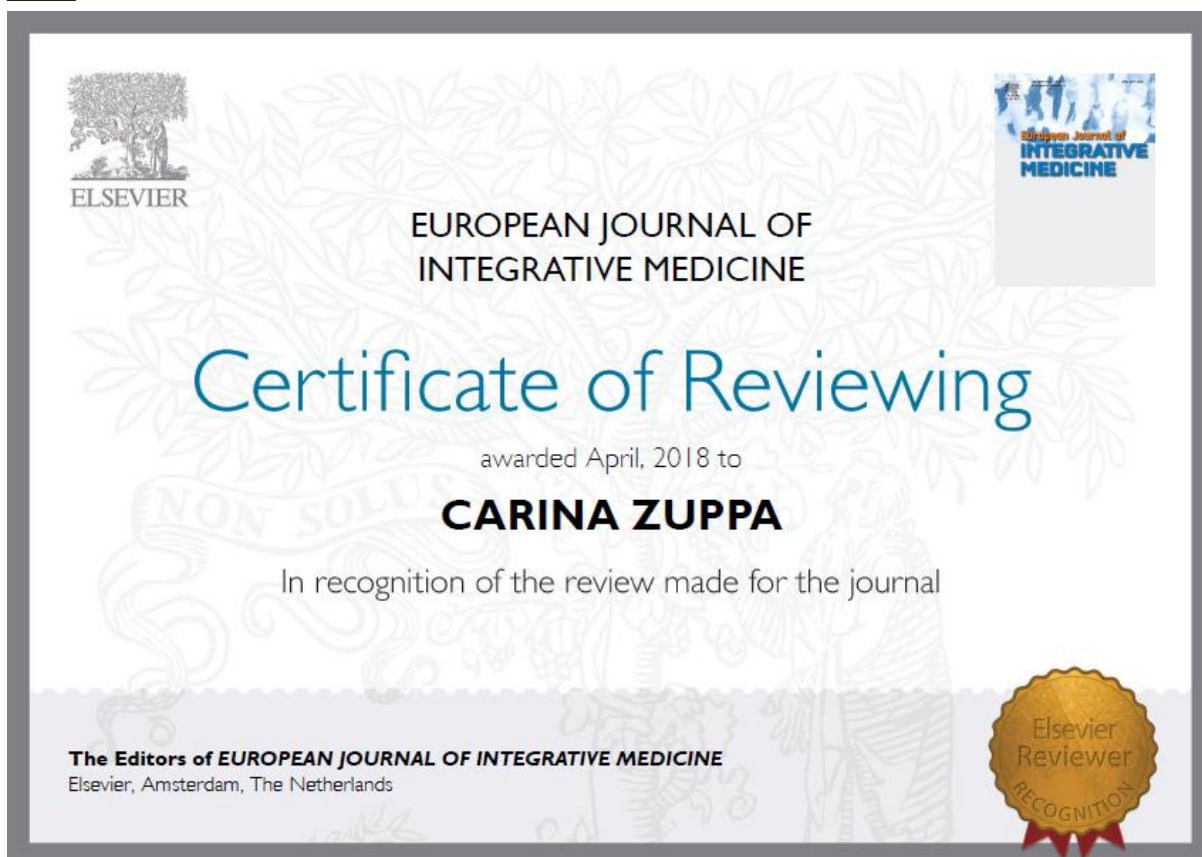 ELSEVIER
European Journal of
INTEGRATIVE
MEDICINE
EUROPEAN JOURNAL OF
INTEGRATIVE MEDICINE
Certificate of Reviewing
awarded April, 2018 to
NON SOLUS
CARINA ZUPPA
In recognition of the review made for the journal
The Editors of EUROPEAN JOURNAL OF INTEGRATIVE MEDICINE
Elsevier, Amsterdam, The Netherlands
Elsevier
Reviewer
RECOGNITION